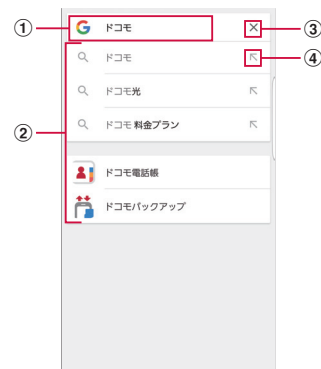 ① ドコモ ③
ドコモ ④
ドコモ光
② ドコモ 料金プラン
ドコモ電話帳
ドコモバックアップ